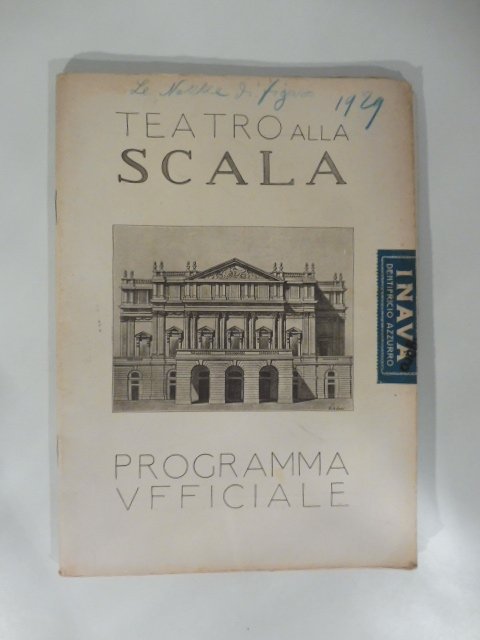 Le Nozze di Figaro 1929
TEATRO ALLA
SCALA
INAVA
DENTIFRICIO AZZURRO
PROGRAMMA
VFFICIALE